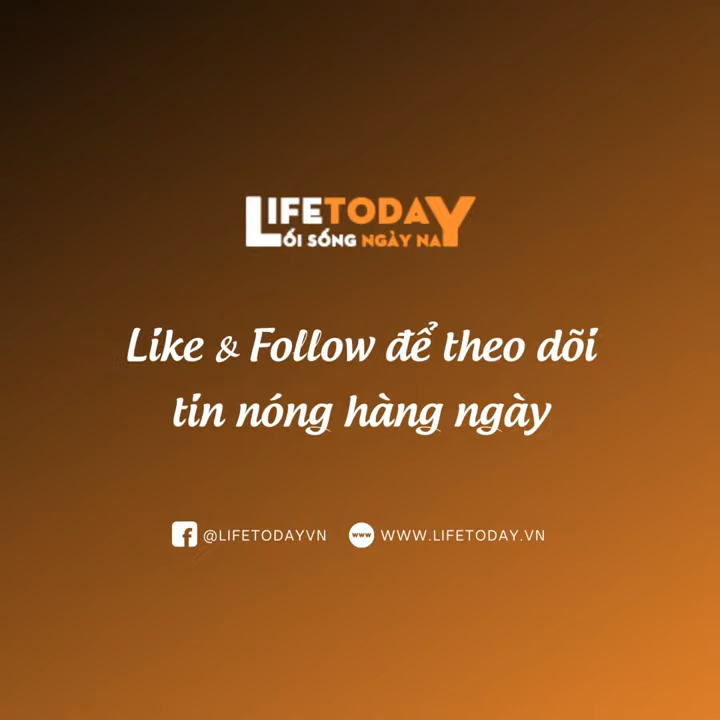 LIFETODAY
LỐI SỐNG NGÀY NAY
Like & Follow để theo dõi
tin nóng hàng ngày
f @LIFETODAYVN www WWW.LIFETODAY.VN